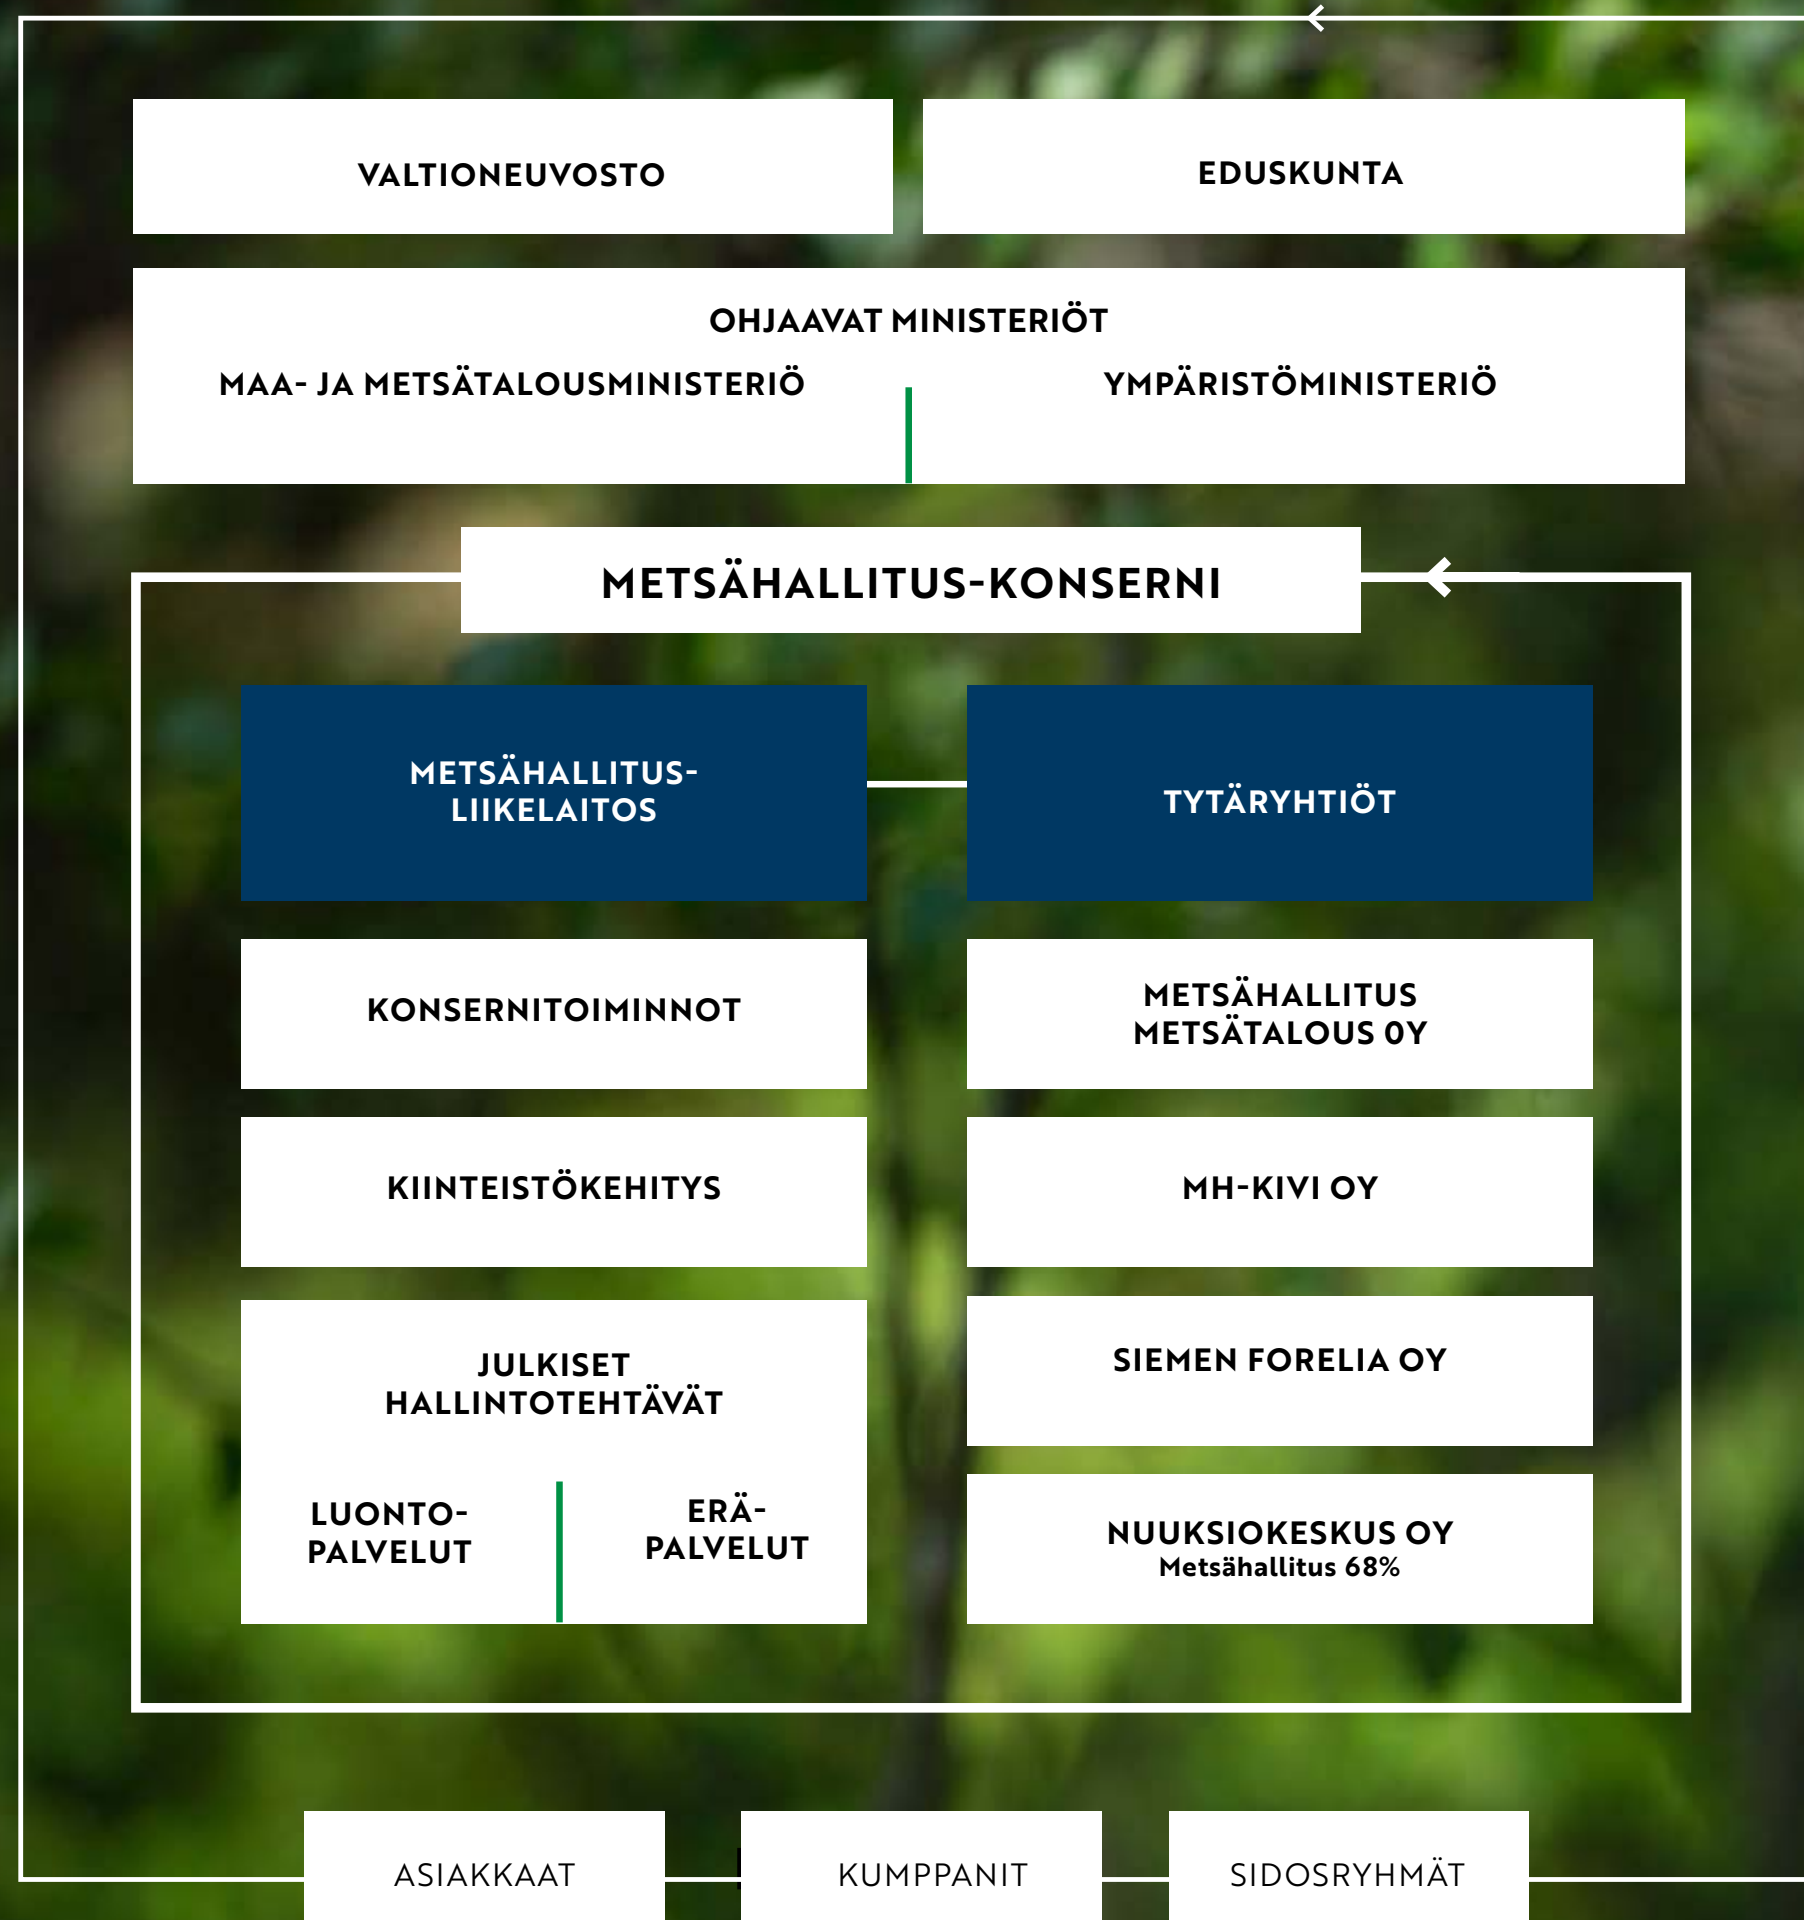 VALTIONEUVOSTO
EDUSKUNTA
OHJAAVAT MINISTERIÖT
MAA- JA METSÄTALOUSMINISTERIÖ
YMPÄRISTÖMINISTERIÖ
METSÄHALLITUS-KONSERNI
METSÄHALLITUS-
LIIKELAITOS
TYTÄRYHTIÖT
KONSERNITOIMINNOT
METSÄHALLITUS
METSÄTALOUS 0Y
KIINTEISTÖKEHITYS
MH-KIVI OY
JULKISET
HALLINTOTEHTÄVÄT
LUONTO-
PALVELUT
ERÄ-
PALVELUT
SIEMEN FORELIA OY
NUUKSIOKESKUS OY
Metsähallitus 68%
ASIAKKAAT
KUMPPANIT
SIDOSRYHMÄT